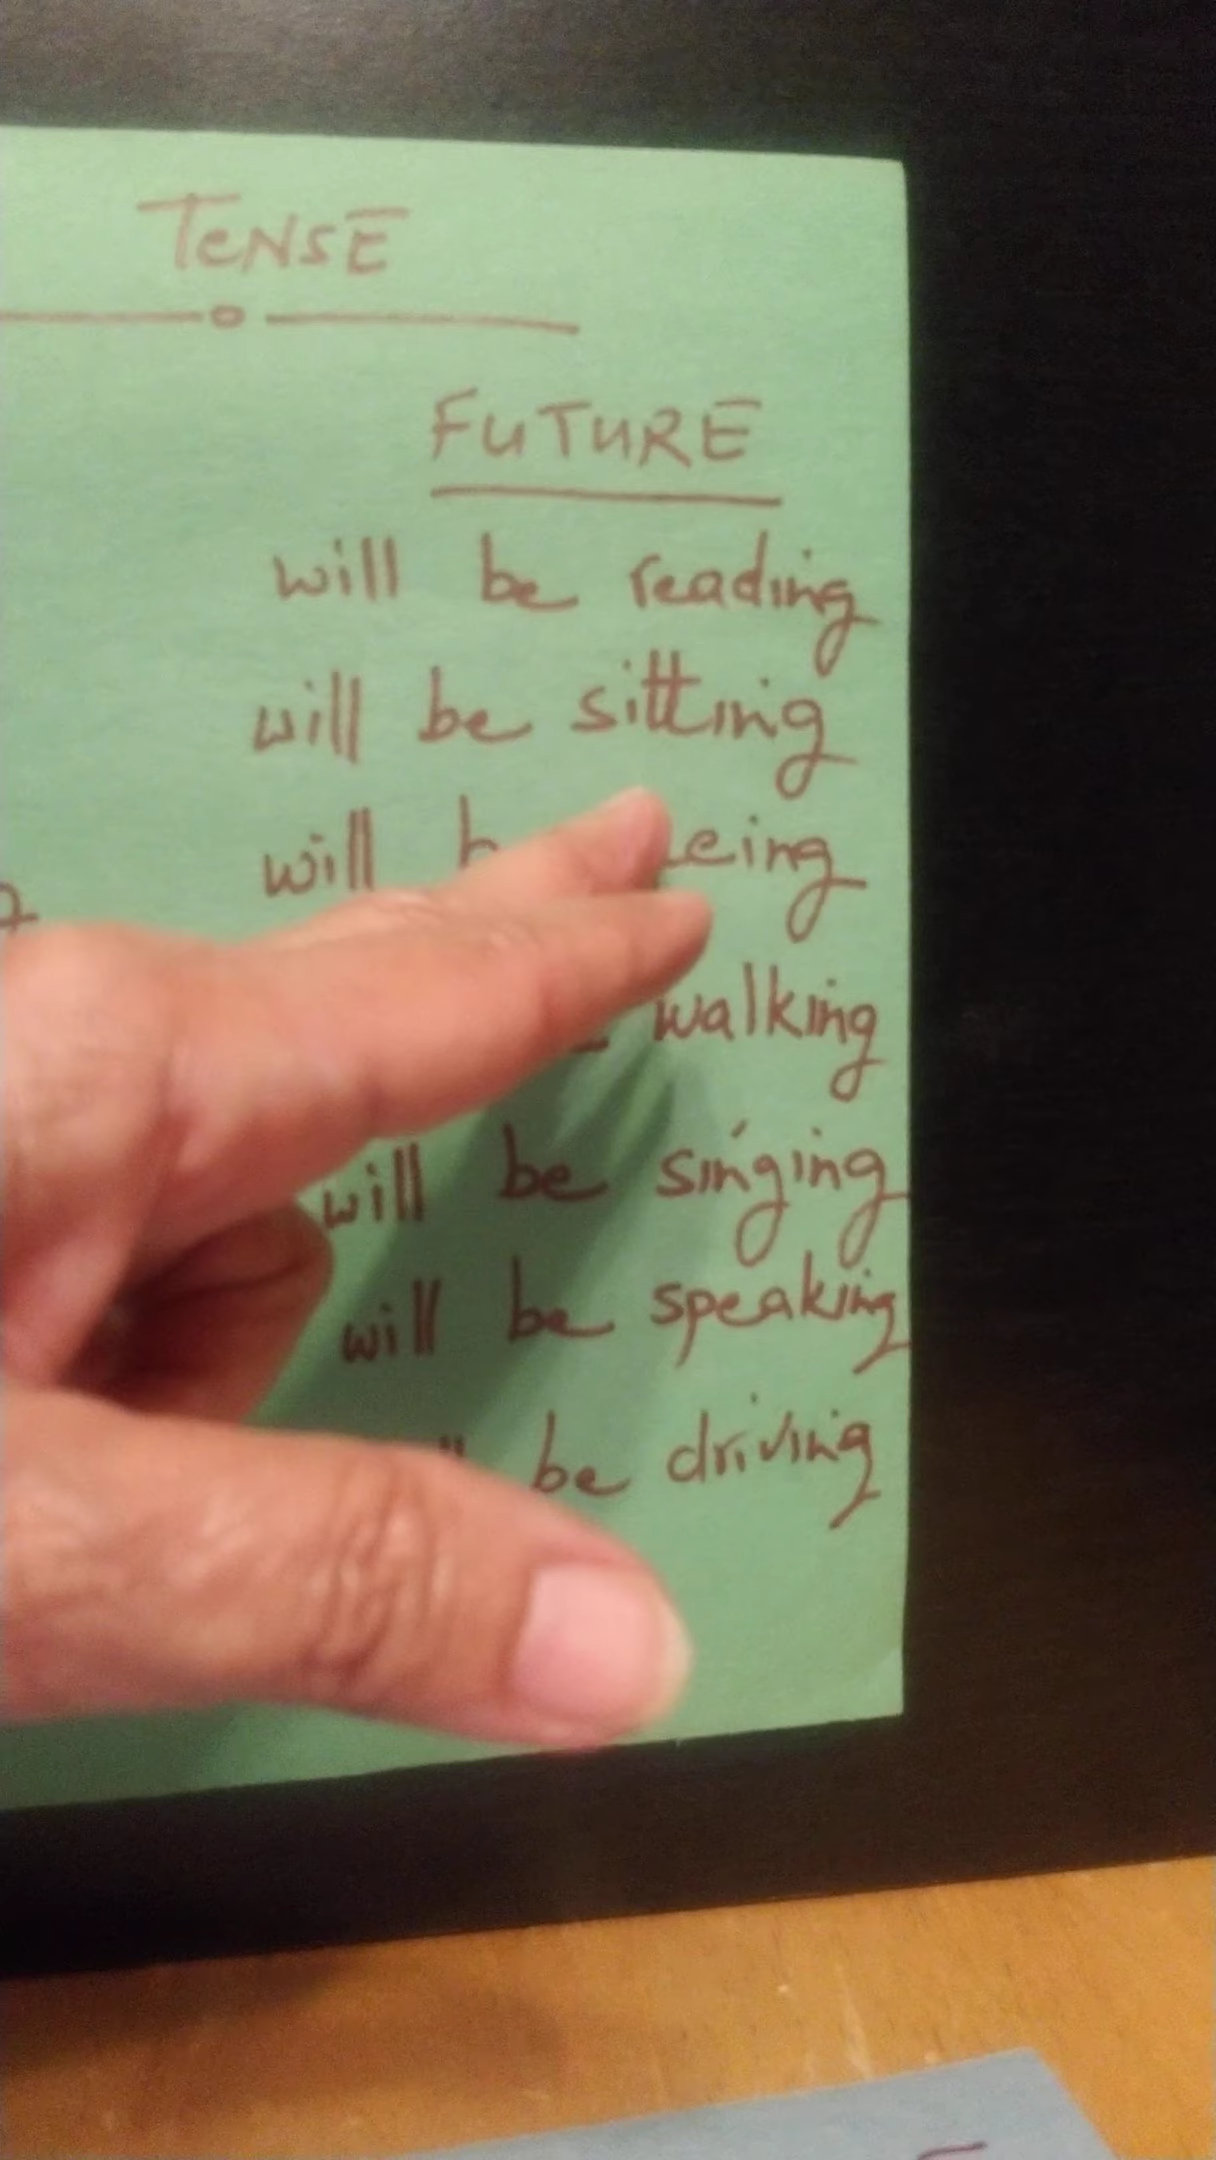 TENSE
FUTURE
will be reading
will be sitting
will
walking
will be singing
will be speaking
be driving